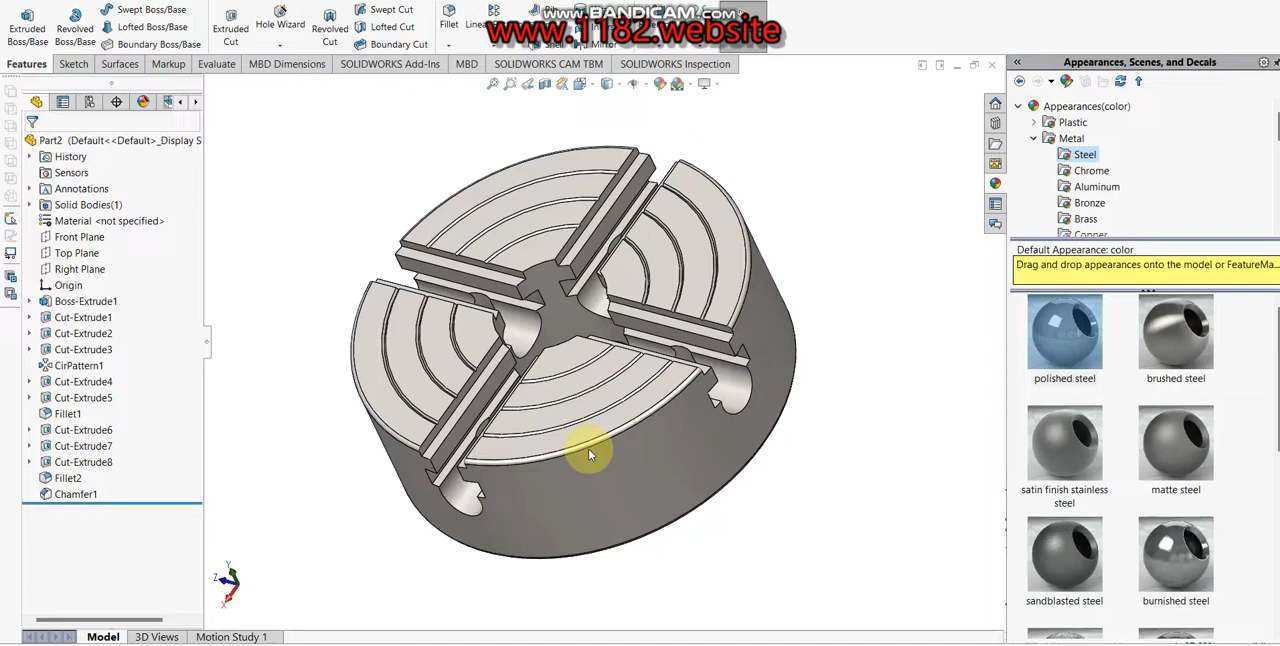 www.BANDICAM.com
www.1182.website
Extruded Boss/Base
Revolved Boss/Base
Swept Boss/Base
Lofted Boss/Base
Boundary Boss/Base
Extruded Cut
Hole Wizard
Revolved Cut
Swept Cut
Lofted Cut
Boundary Cut
Fillet
Mirror
Features
Sketch
Surfaces
Markup
Evaluate
MBD Dimensions
SOLIDWORKS Add-Ins
MBD
SOLIDWORKS CAM TBM
SOLIDWORKS Inspection
Part2 (Default<<Default>_Display S
History
Sensors
Annotations
Solid Bodies(1)
Material <not specified>
Front Plane
Top Plane
Right Plane
Origin
Boss-Extrude1
Cut-Extrude1
Cut-Extrude2
Cut-Extrude3
CirPattern1
Cut-Extrude4
Cut-Extrude5
Fillet1
Cut-Extrude6
Cut-Extrude7
Cut-Extrude8
Fillet2
Chamfer1
Y
Z
X
Model
3D Views
Motion Study 1
Appearances, Scenes, and Decals
Appearances(color)
Plastic
Metal
Steel
Chrome
Aluminum
Bronze
Brass
Copper
Default Appearance: color
Drag and drop appearances onto the model or FeatureMa...
polished steel
brushed steel
satin finish stainless
steel
matte steel
sandblasted steel
burnished steel